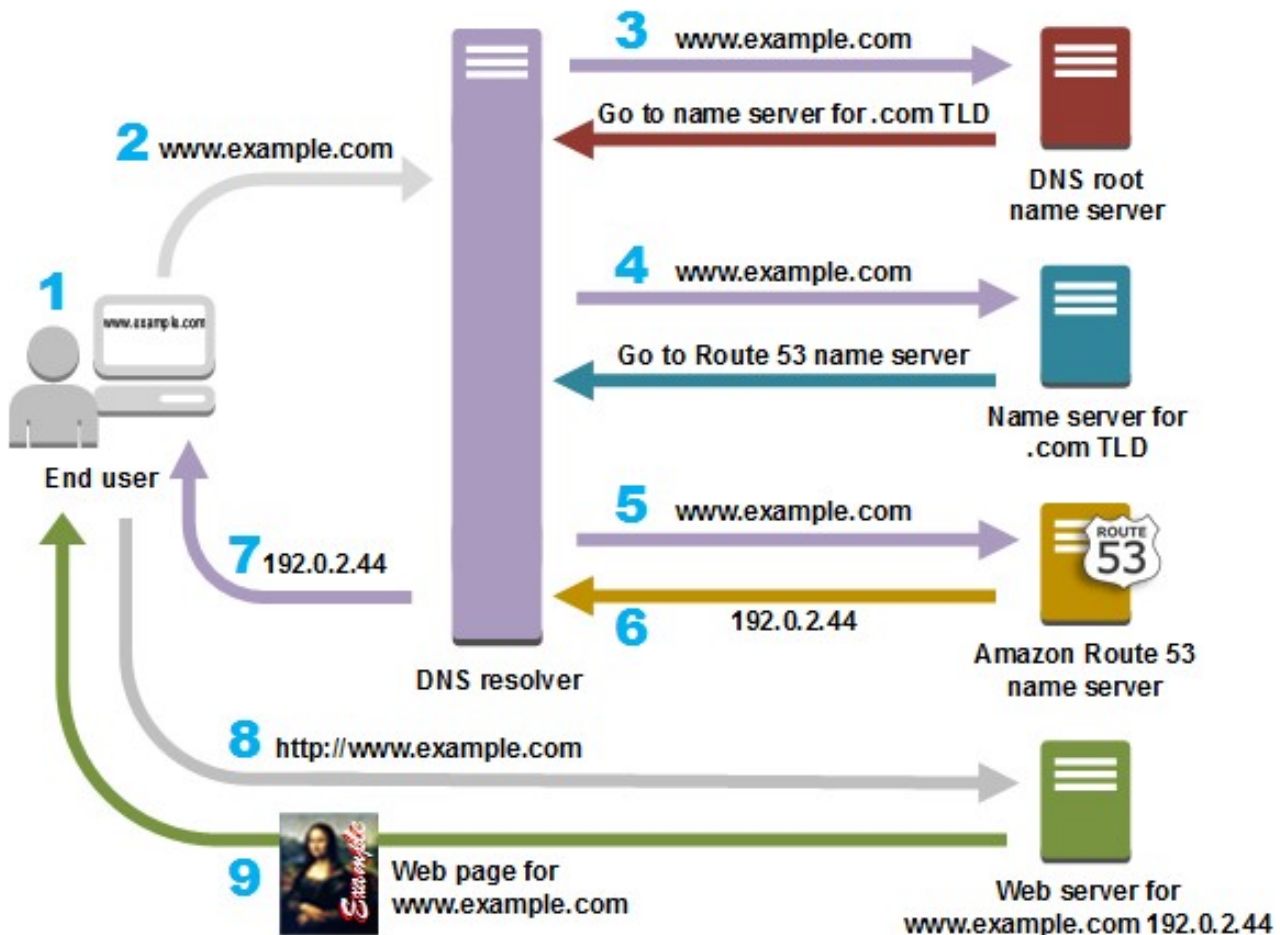 3 www.example.com
Go to name server for .com TLD
DNS root
name server
2 www.example.com
4 www.example.com
Go to Route 53 name server
Name server for
.com TLD
1
www.example.com
End user
5 www.example.com
ROUTE
53
6
192.0.2.44
Amazon Route 53
name server
7 192.0.2.44
DNS resolver
8 http://www.example.com
9
Example
Web page for
www.example.com
Web server for
www.example.com 192.0.2.44